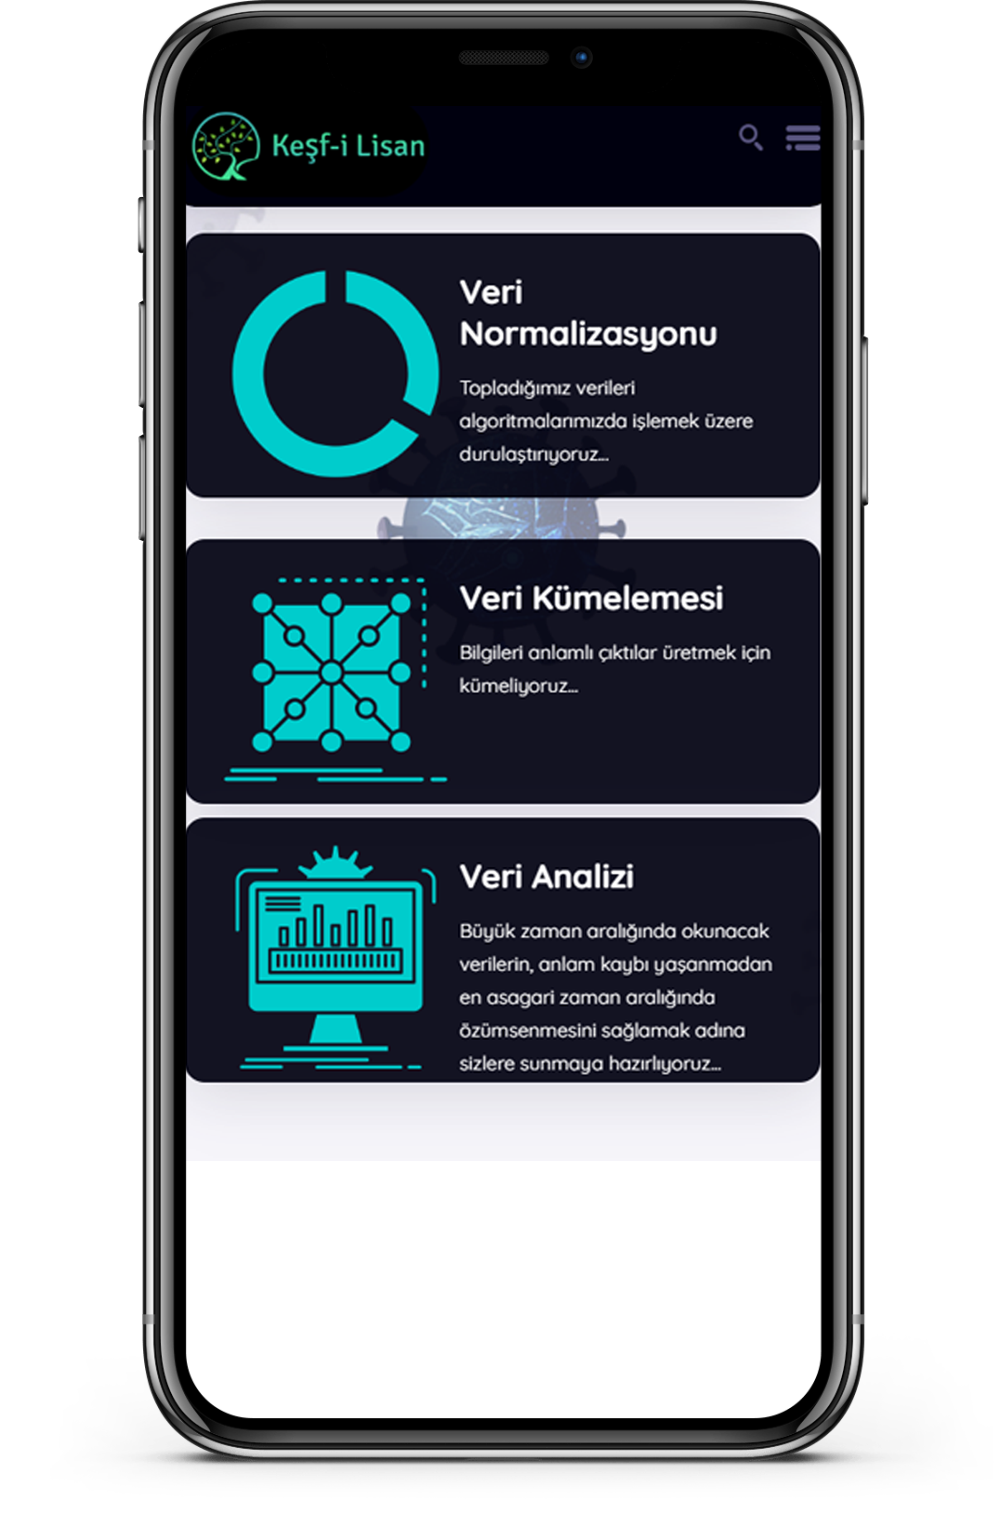 Keşf-i Lisan
Veri
Normalizasyonu
Topladığımız verileri
algoritmalarımızda işlemek üzere
durulaştırıyoruz...
Veri Kümelemesi
Bilgileri anlamlı çıktılar üretmek için
kümeliyoruz...
Veri Analizi
Büyük zaman aralığında okunacak
verilerin, anlam kaybı yaşanmadan
en asagari zaman aralığında
özümsenmesini sağlamak adına
sizlere sunmaya hazırlıyoruz...